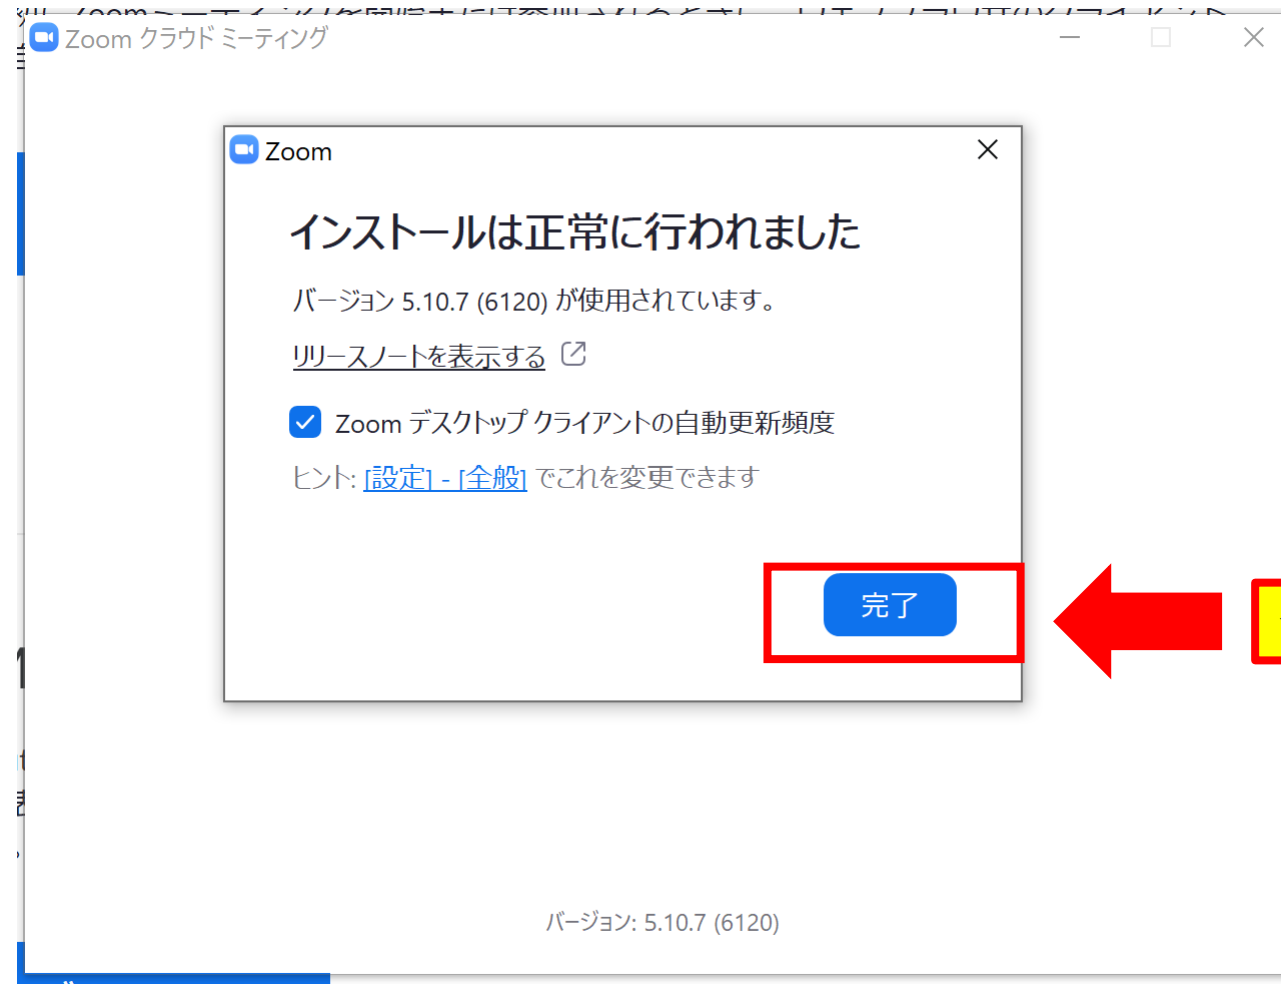 Zoom クラウド ミーティング
Zoom
インストールは正常に行われました
バージョン 5.10.7 (6120) が使用されています。
リリースノートを表示する
Zoom デスクトップ クライアントの自動更新頻度
ヒント: [設定] - [全般] でこれを変更できます
完了
バージョン: 5.10.7 (6120)